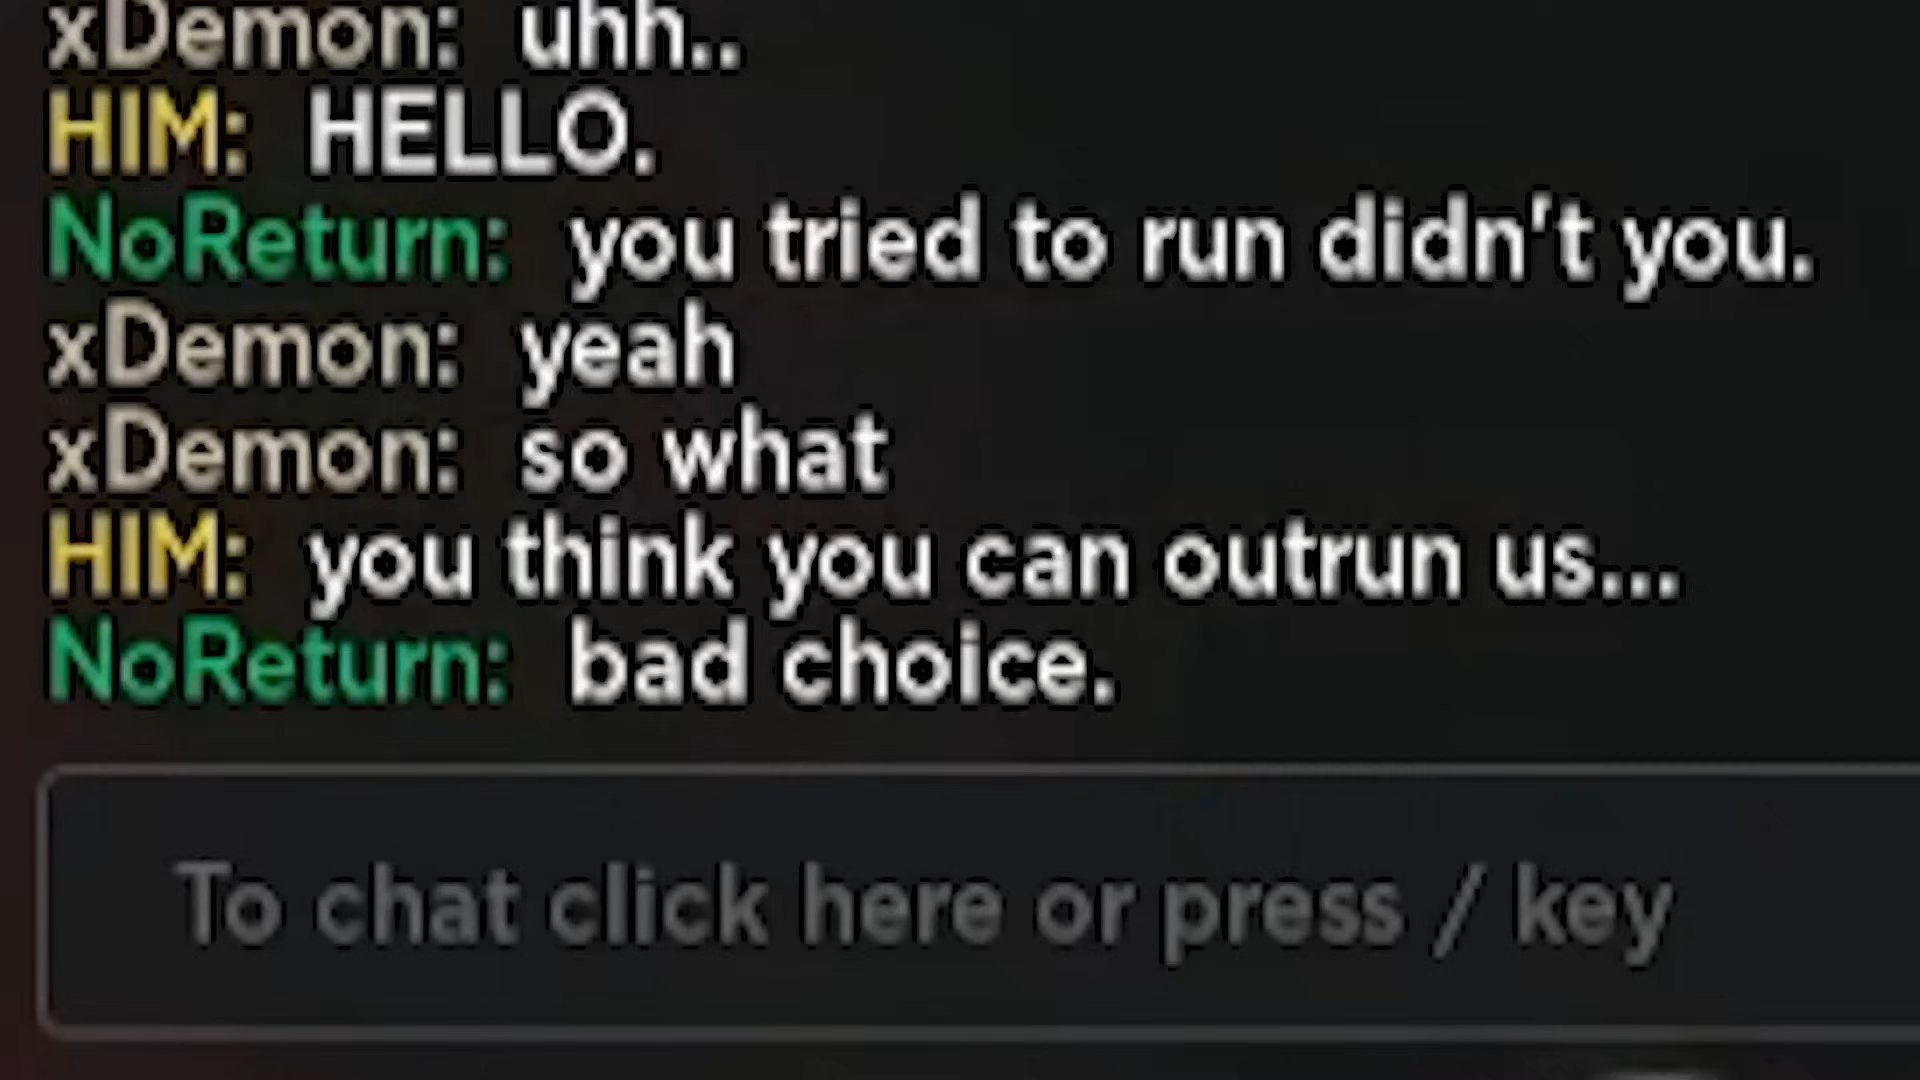 xDemon: uhh..
HIM: HELLO.
NoReturn: you tried to run didn't you.
xDemon: yeah
xDemon: so what
HIM: you think you can outrun us...
NoReturn: bad choice.
To chat click here or press / key